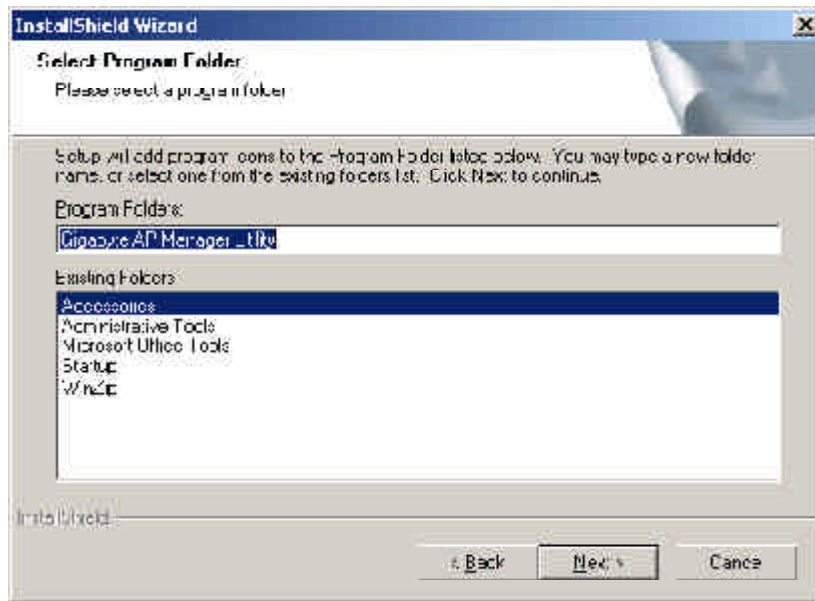 InstallShield Wizard
Select Program Folder
Please select a program folder
Setup will add program icons to the Program Folder listed below. You may type a new folder
name, or select one from the existing folders list. Click Next to continue.
Program Folders:
Gigabyte AP Manager Utility
Existing Folders:
Accessories
Administrative Tools
Microsoft Office Tools
Startup
WinZip
InstallShield
< Back
Next >
Cancel